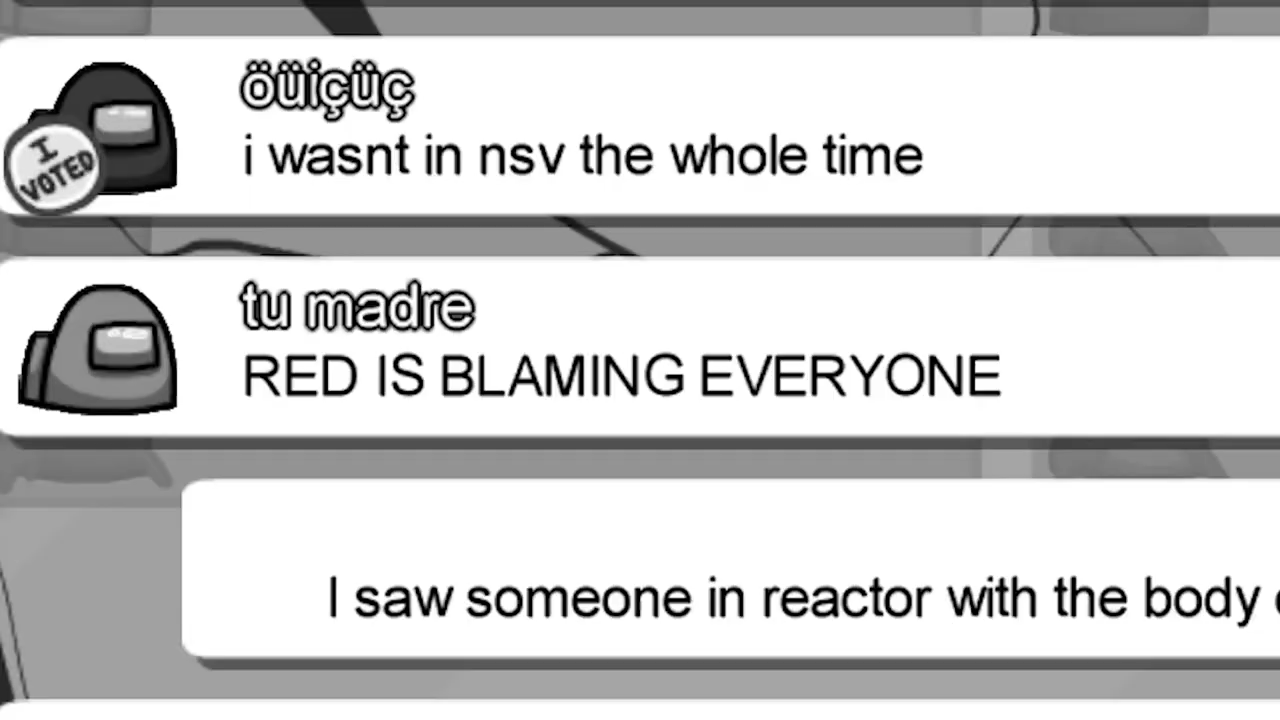 öüiçüç
i wasnt in nsv the whole time
I VOTED
tu madre
RED IS BLAMING EVERYONE
I saw someone in reactor with the body